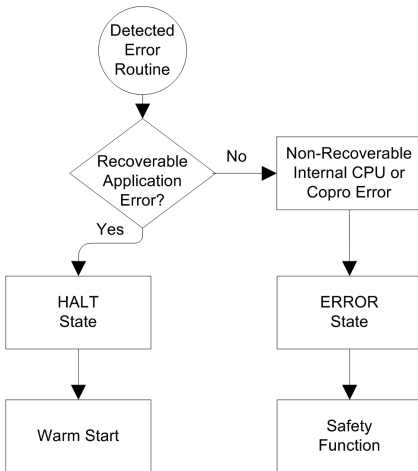 Detected
Error
Routine
Recoverable
Application
Error?
No
Non-Recoverable
Internal CPU or
Copro Error
Yes
HALT
State
ERROR
State
Warm Start
Safety
Function